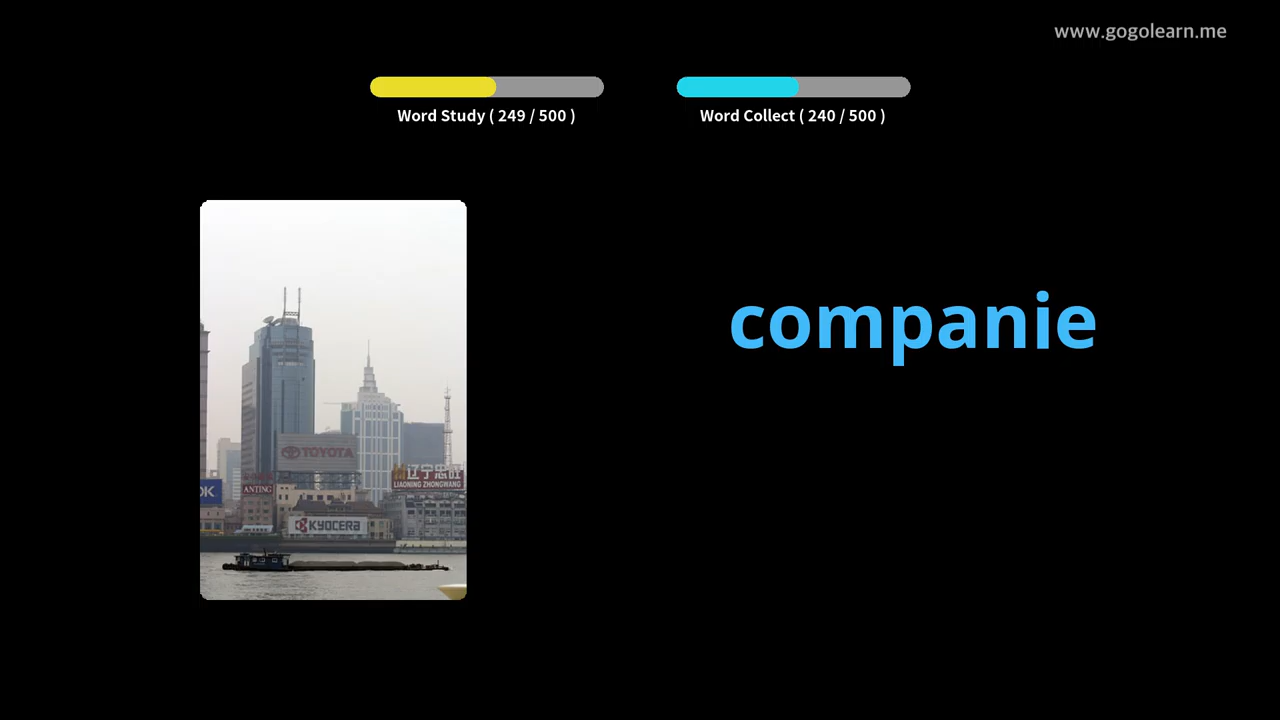 www.gogolearn.me
Word Study ( 249 / 500 )
Word Collect ( 240 / 500 )
companie
TOYOTA
辽宁忠旺
LIAONING ZHONGWANG
OK
ANTING
KYOCERA